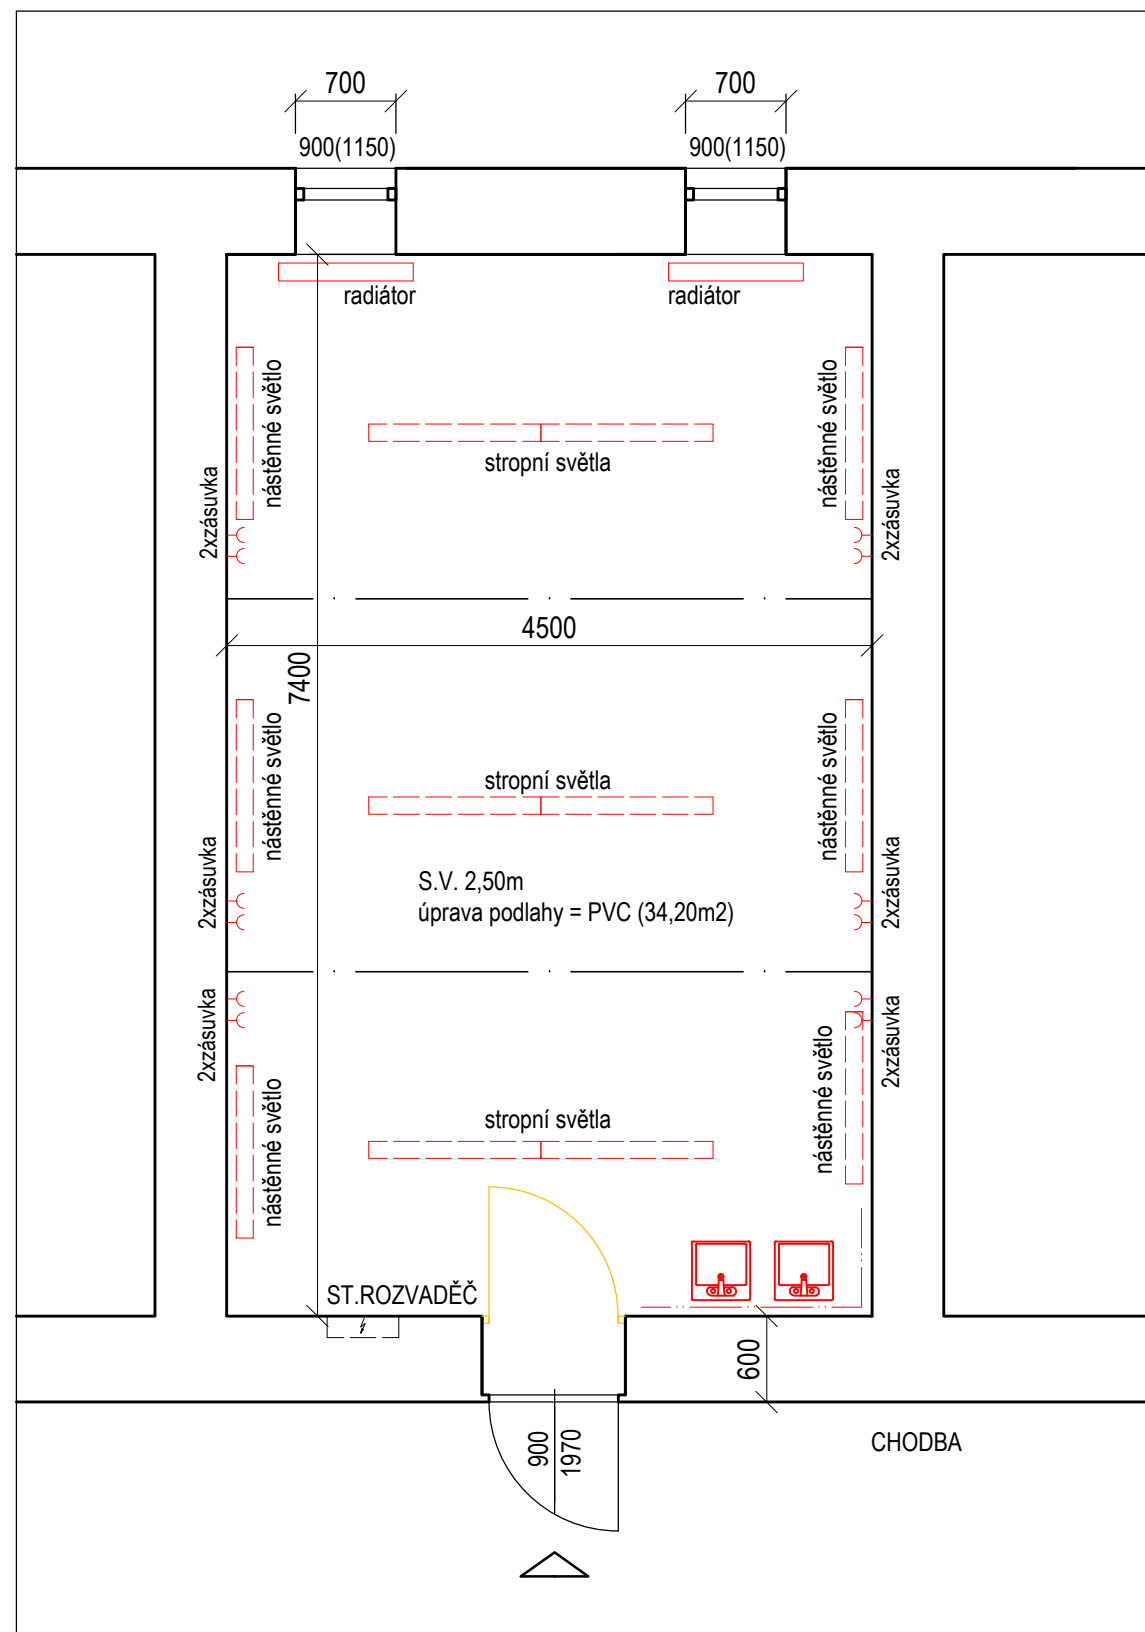 700
700
900(1150)
900(1150)
radiátor
radiátor
nástěnné světlo
nástěnné světlo
stropní světla
2xzásuvka
2xzásuvka
4500
7400
nástěnné světlo
nástěnné světlo
stropní světla
2xzásuvka
2xzásuvka
S.V. 2,50m
úprava podlahy = PVC (34,20m2)
2xzásuvka
2xzásuvka
nástěnné světlo
nástěnné světlo
stropní světla
ST.ROZVADĚČ
600
900
1970
CHODBA